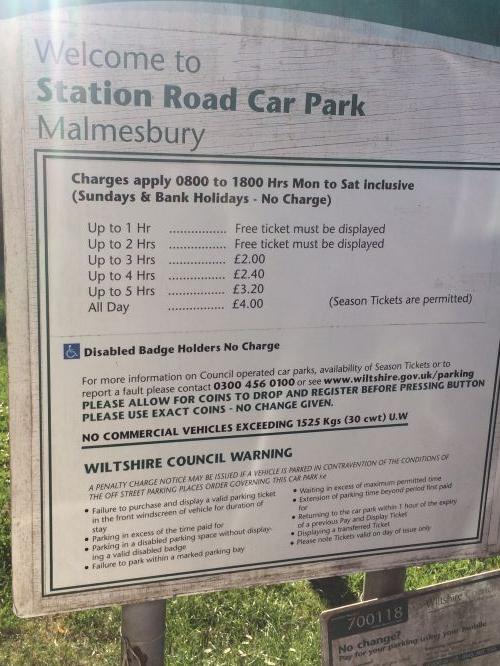 Welcome to
Station Road Car Park
Malmesbury
Charges apply 0800 to 1800 Hrs Mon to Sat inclusive
(Sundays & Bank Holidays - No Charge)
Up to 1 Hr ................ Free ticket must be displayed
Up to 2 Hrs ................ Free ticket must be displayed
Up to 3 Hrs ................ £2.00
Up to 4 Hrs ................ £2.40
Up to 5 Hrs ................ £3.20
All Day ................ £4.00 (Season Tickets are permitted)
Disabled Badge Holders No Charge
For more information on Council operated car parks, availability of Season Tickets or to
report a fault please contact 0300 456 0100 or see www.wiltshire.gov.uk/parking
PLEASE ALLOW FOR COINS TO DROP AND REGISTER BEFORE PRESSING BUTTON
PLEASE USE EXACT COINS - NO CHANGE GIVEN.
NO COMMERCIAL VEHICLES EXCEEDING 1525 Kgs (30 cwt) U.W
WILTSHIRE COUNCIL WARNING
A PENALTY CHARGE NOTICE MAY BE ISSUED IF A VEHICLE IS PARKED IN CONTRAVENTION OF THE CONDITIONS OF
THE OFF STREET PARKING PLACES ORDER GOVERNING THIS CAR PARK i.e
• Failure to purchase and display a valid parking ticket
in the front windscreen of vehicle for duration of
stay
• Parking in excess of the time paid for
• Parking in a disabled parking space without display-
ing a valid disabled badge
• Failure to park within a marked parking bay
• Waiting in excess of maximum permitted time
• Extension of parking time beyond period first paid
for
• Returning to the car park within 1 hour of the expiry
of a previous Pay and Display Ticket
• Displaying a transferred Ticket
• Please note Tickets valid on day of issue only
700118
Wiltshire
No change?
Pay for your parking using your mobile